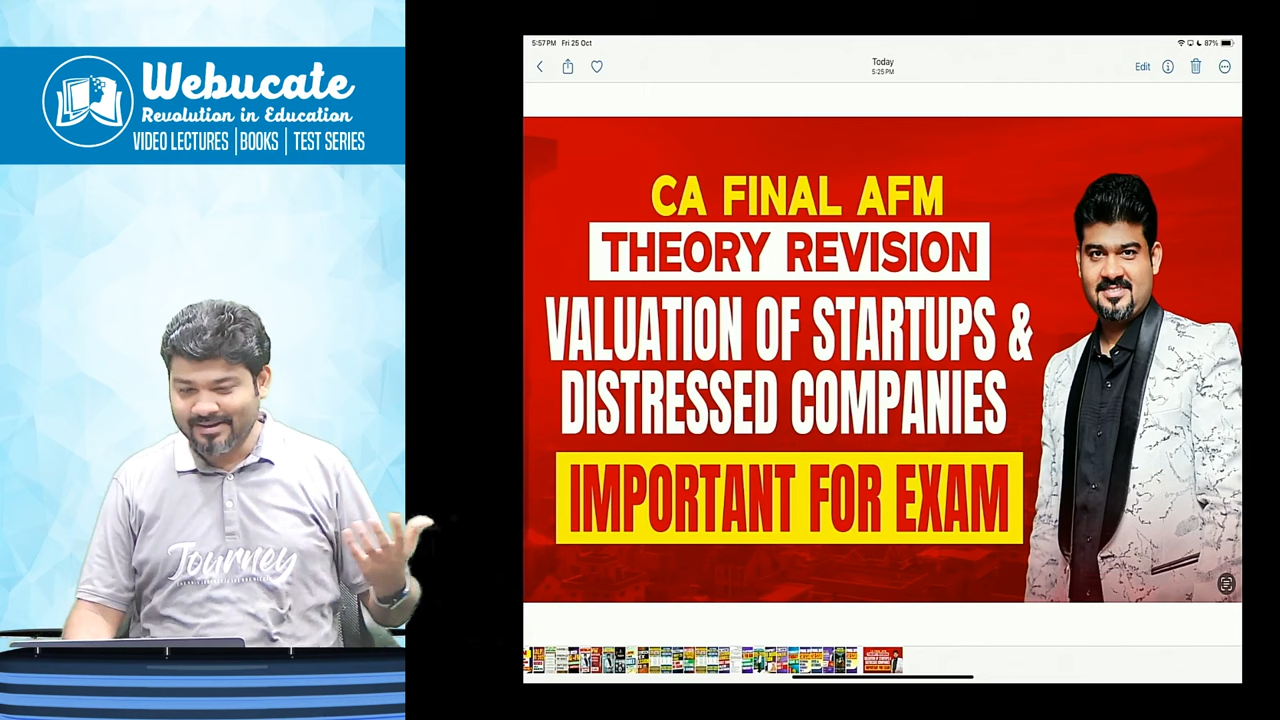 Webucate
Revolution in Education
VIDEO LECTURES | BOOKS | TEST SERIES
Journey
5:57 PM Fri 25 Oct
87%
Today
5:25 PM
Edit
CA FINAL AFM
THEORY REVISION
VALUATION OF STARTUPS &
DISTRESSED COMPANIES
IMPORTANT FOR EXAM